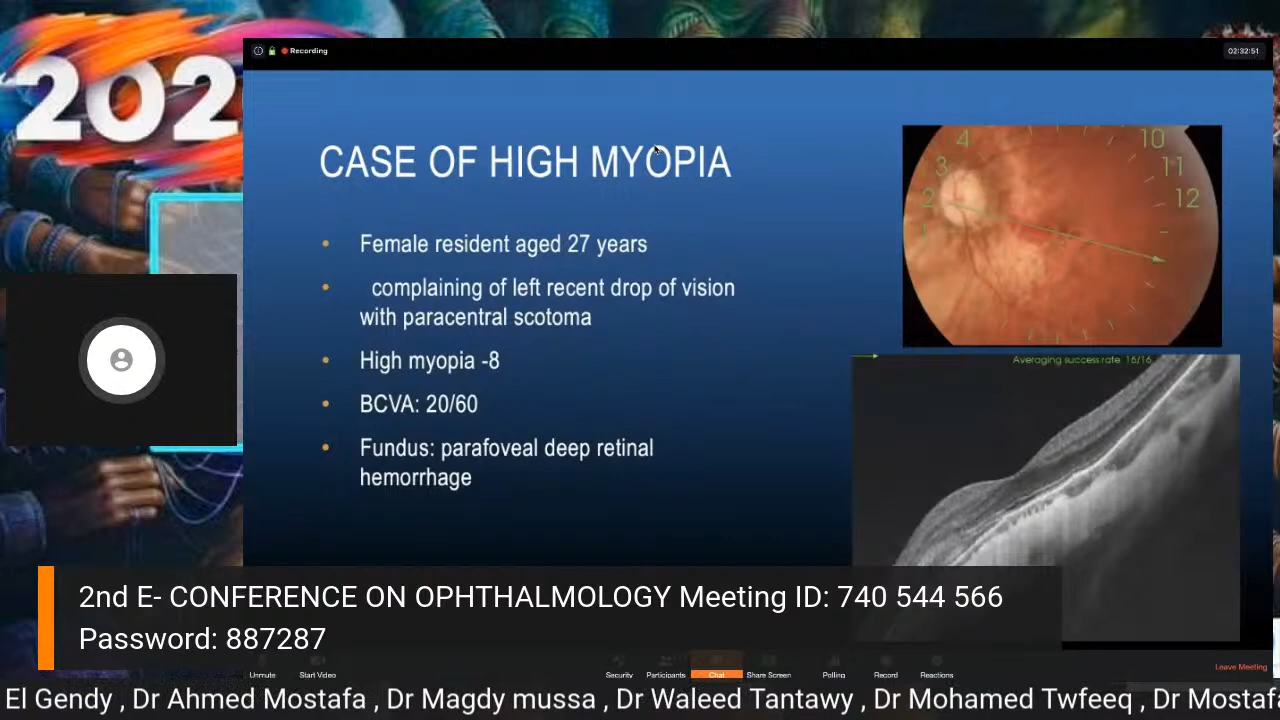 202
Recording
02:32:51
CASE OF HIGH MYOPIA
• Female resident aged 27 years
• complaining of left recent drop of vision
with paracentral scotoma
• High myopia -8
• BCVA: 20/60
• Fundus: parafoveal deep retinal
hemorrhage
4
3
2
1
10
11
12
Averaging success rate 16/16
2nd E- CONFERENCE ON OPHTHALMOLOGY Meeting ID: 740 544 566
Password: 887287
Unmute Start Video Security Participants Chat Share Screen Polling Record Reactions Leave Meeting
El Gendy , Dr Ahmed Mostafa , Dr Magdy mussa , Dr Waleed Tantawy , Dr Mohamed Twfeeq , Dr Mostafa